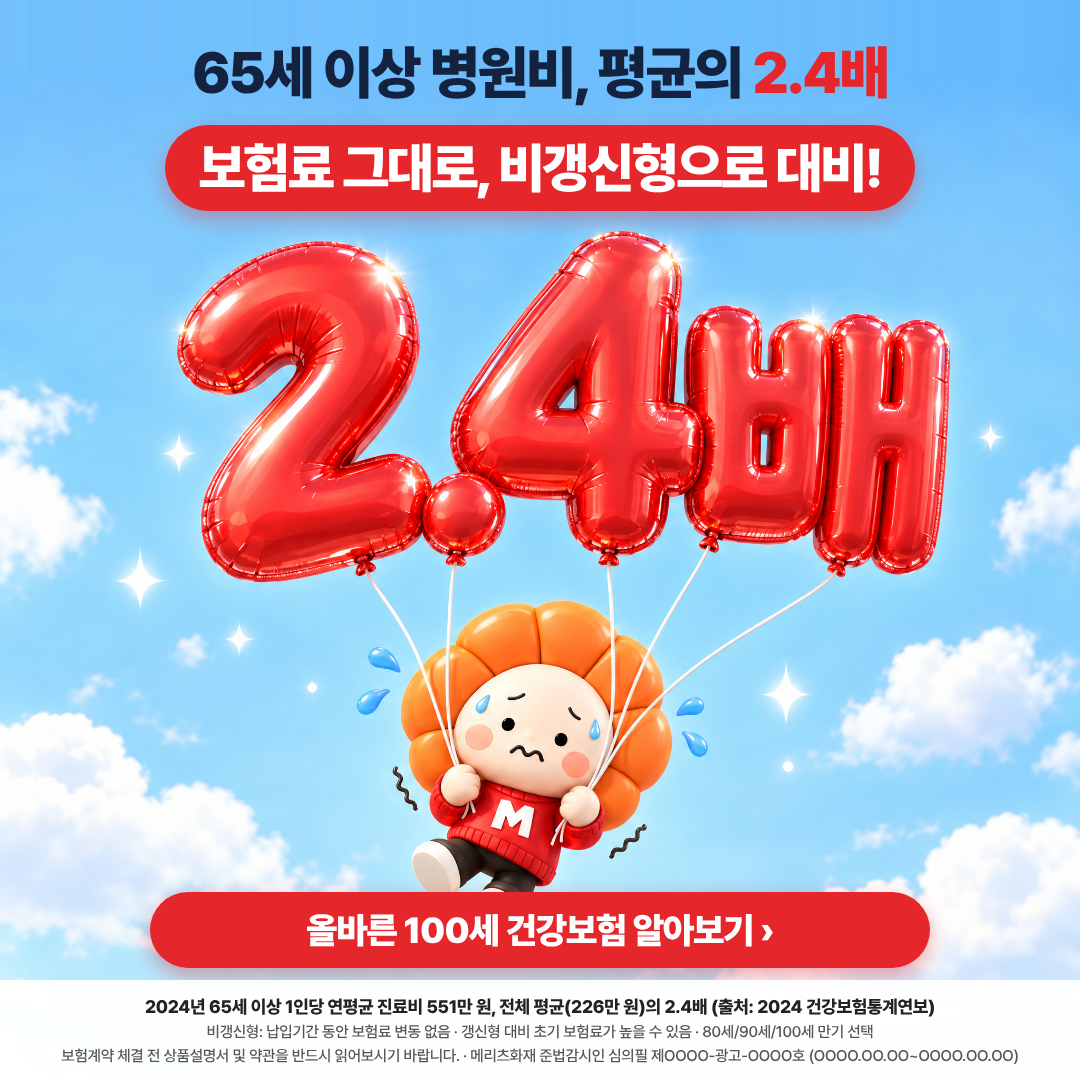 65세 이상 병원비, 평균의 2.4배
보험료 그대로, 비갱신형으로 대비!
2.4배
M
올바른 100세 건강보험 알아보기 ›
2024년 65세 이상 1인당 연평균 진료비 551만 원, 전체 평균(226만 원)의 2.4배 (출처: 2024 건강보험통계연보)
비갱신형: 납입기간 동안 보험료 변동 없음 · 갱신형 대비 초기 보험료가 높을 수 있음 · 80세/90세/100세 만기 선택
보험계약 체결 전 상품설명서 및 약관을 반드시 읽어보시기 바랍니다. · 메리츠화재 준법감시인 심의필 제OOOO-광고-OOOO호 (OOOO.OO.OO~OOOO.OO.OO)